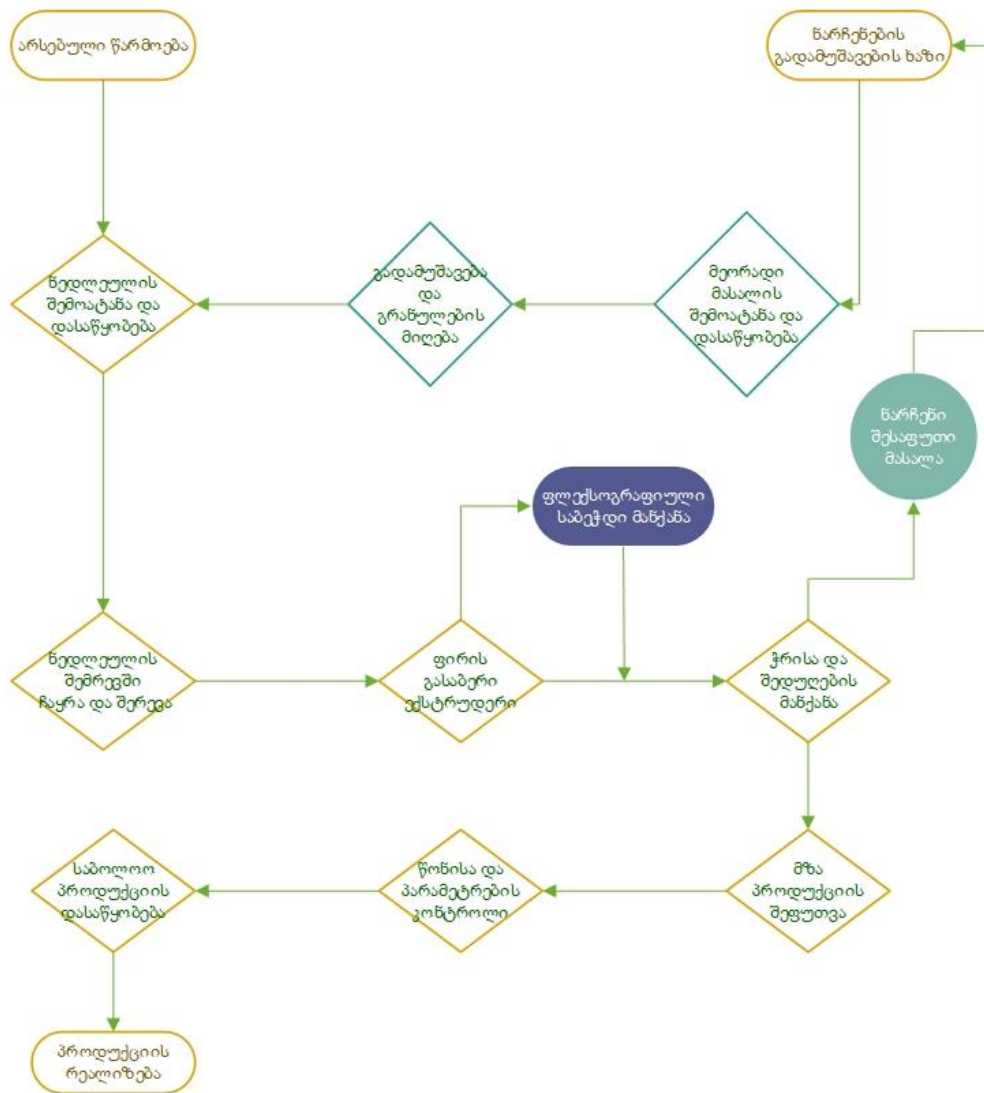 არსებული წარმოება
ნარჩენების
გადამუშავების ხაზი
ნედლეულის
შემოატანა და
დასაწყობება
გადამუშავება
და
გრანულების
მიღება
მეორადი
მასალის
შემოატანა და
დასაწყობება
ნარჩენი
შესაფუთი
მასალა
ფლექსოგრაფიული
საბეჭდი მანქანა
ნედლეულის
შემრევში
ჩაყრა და შერევა
ფირის
გასაბერი
ექსტრუდერი
ჭრისა და
შედუღების
მანქანა
საბოლოო
პროდუქციის
დასაწყობება
წონისა და
პარამეტრების
კონტროლი
მზა
პროდუქციის
შეფუთვა
პროდუქციის
რეალიზება